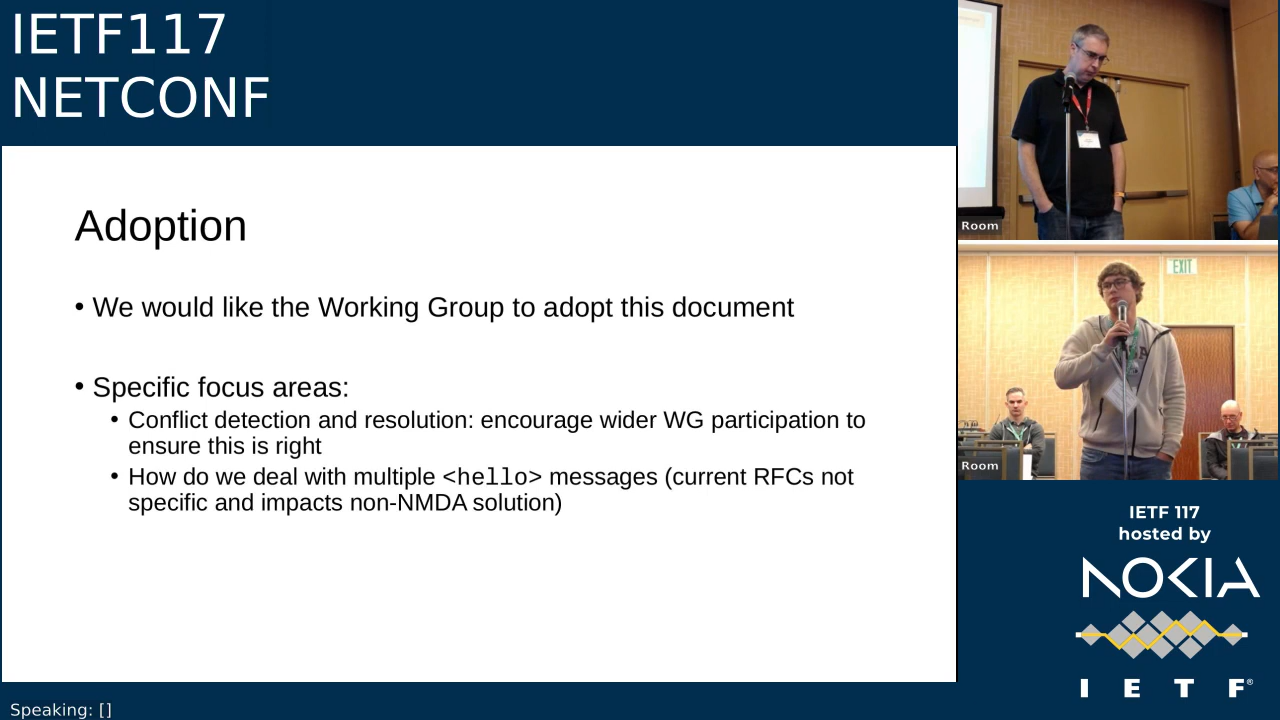 IETF117
NETCONF
Adoption
• We would like the Working Group to adopt this document
• Specific focus areas:
• Conflict detection and resolution: encourage wider WG participation to
ensure this is right
• How do we deal with multiple <hello> messages (current RFCs not
specific and impacts non-NMDA solution)
Speaking: []
Room
EXIT
Room
IETF 117
hosted by
NOKIA
I E T F®